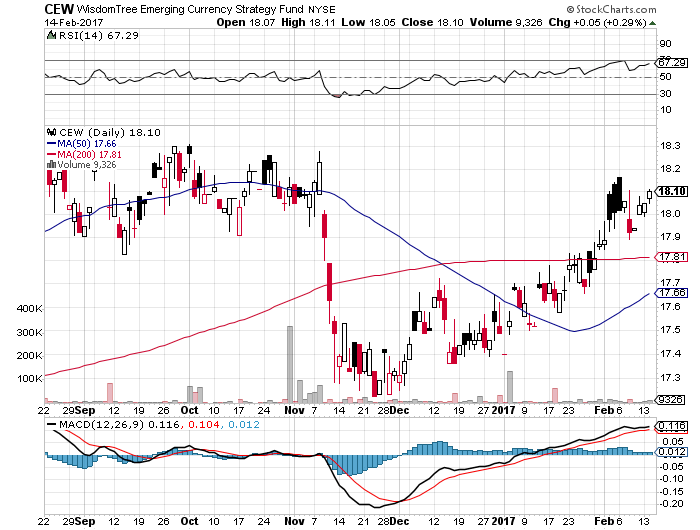 CEW WisdomTree Emerging Currency Strategy Fund NYSE © StockCharts.com
14-Feb-2017 Open 18.07 High 18.11 Low 18.05 Close 18.10 Volume 9,326 Chg +0.05 (+0.29%)
RSI(14) 67.29
90
70
67.29
50
30
10
CEW (Daily) 18.10
MA(50) 17.66
MA(200) 17.81
Volume 9,326
18.3
18.2
18.10
18.0
17.9
17.81
17.7
17.66
17.6
17.5
17.4
17.3
400K
300K
200K
100K
9326
22 29 Sep 12 19 26 Oct 10 17 24 Nov 7 14 21 28 Dec 12 19 27 2017 9 17 23 Feb 6 13
MACD(12,26,9) 0.116, 0.104, 0.012
0.116
0.05
0.012
-0.05
-0.10
-0.15
-0.20
22 29 Sep 12 19 26 Oct 10 17 24 Nov 7 14 21 28 Dec 12 19 27 2017 9 17 23 Feb 6 13